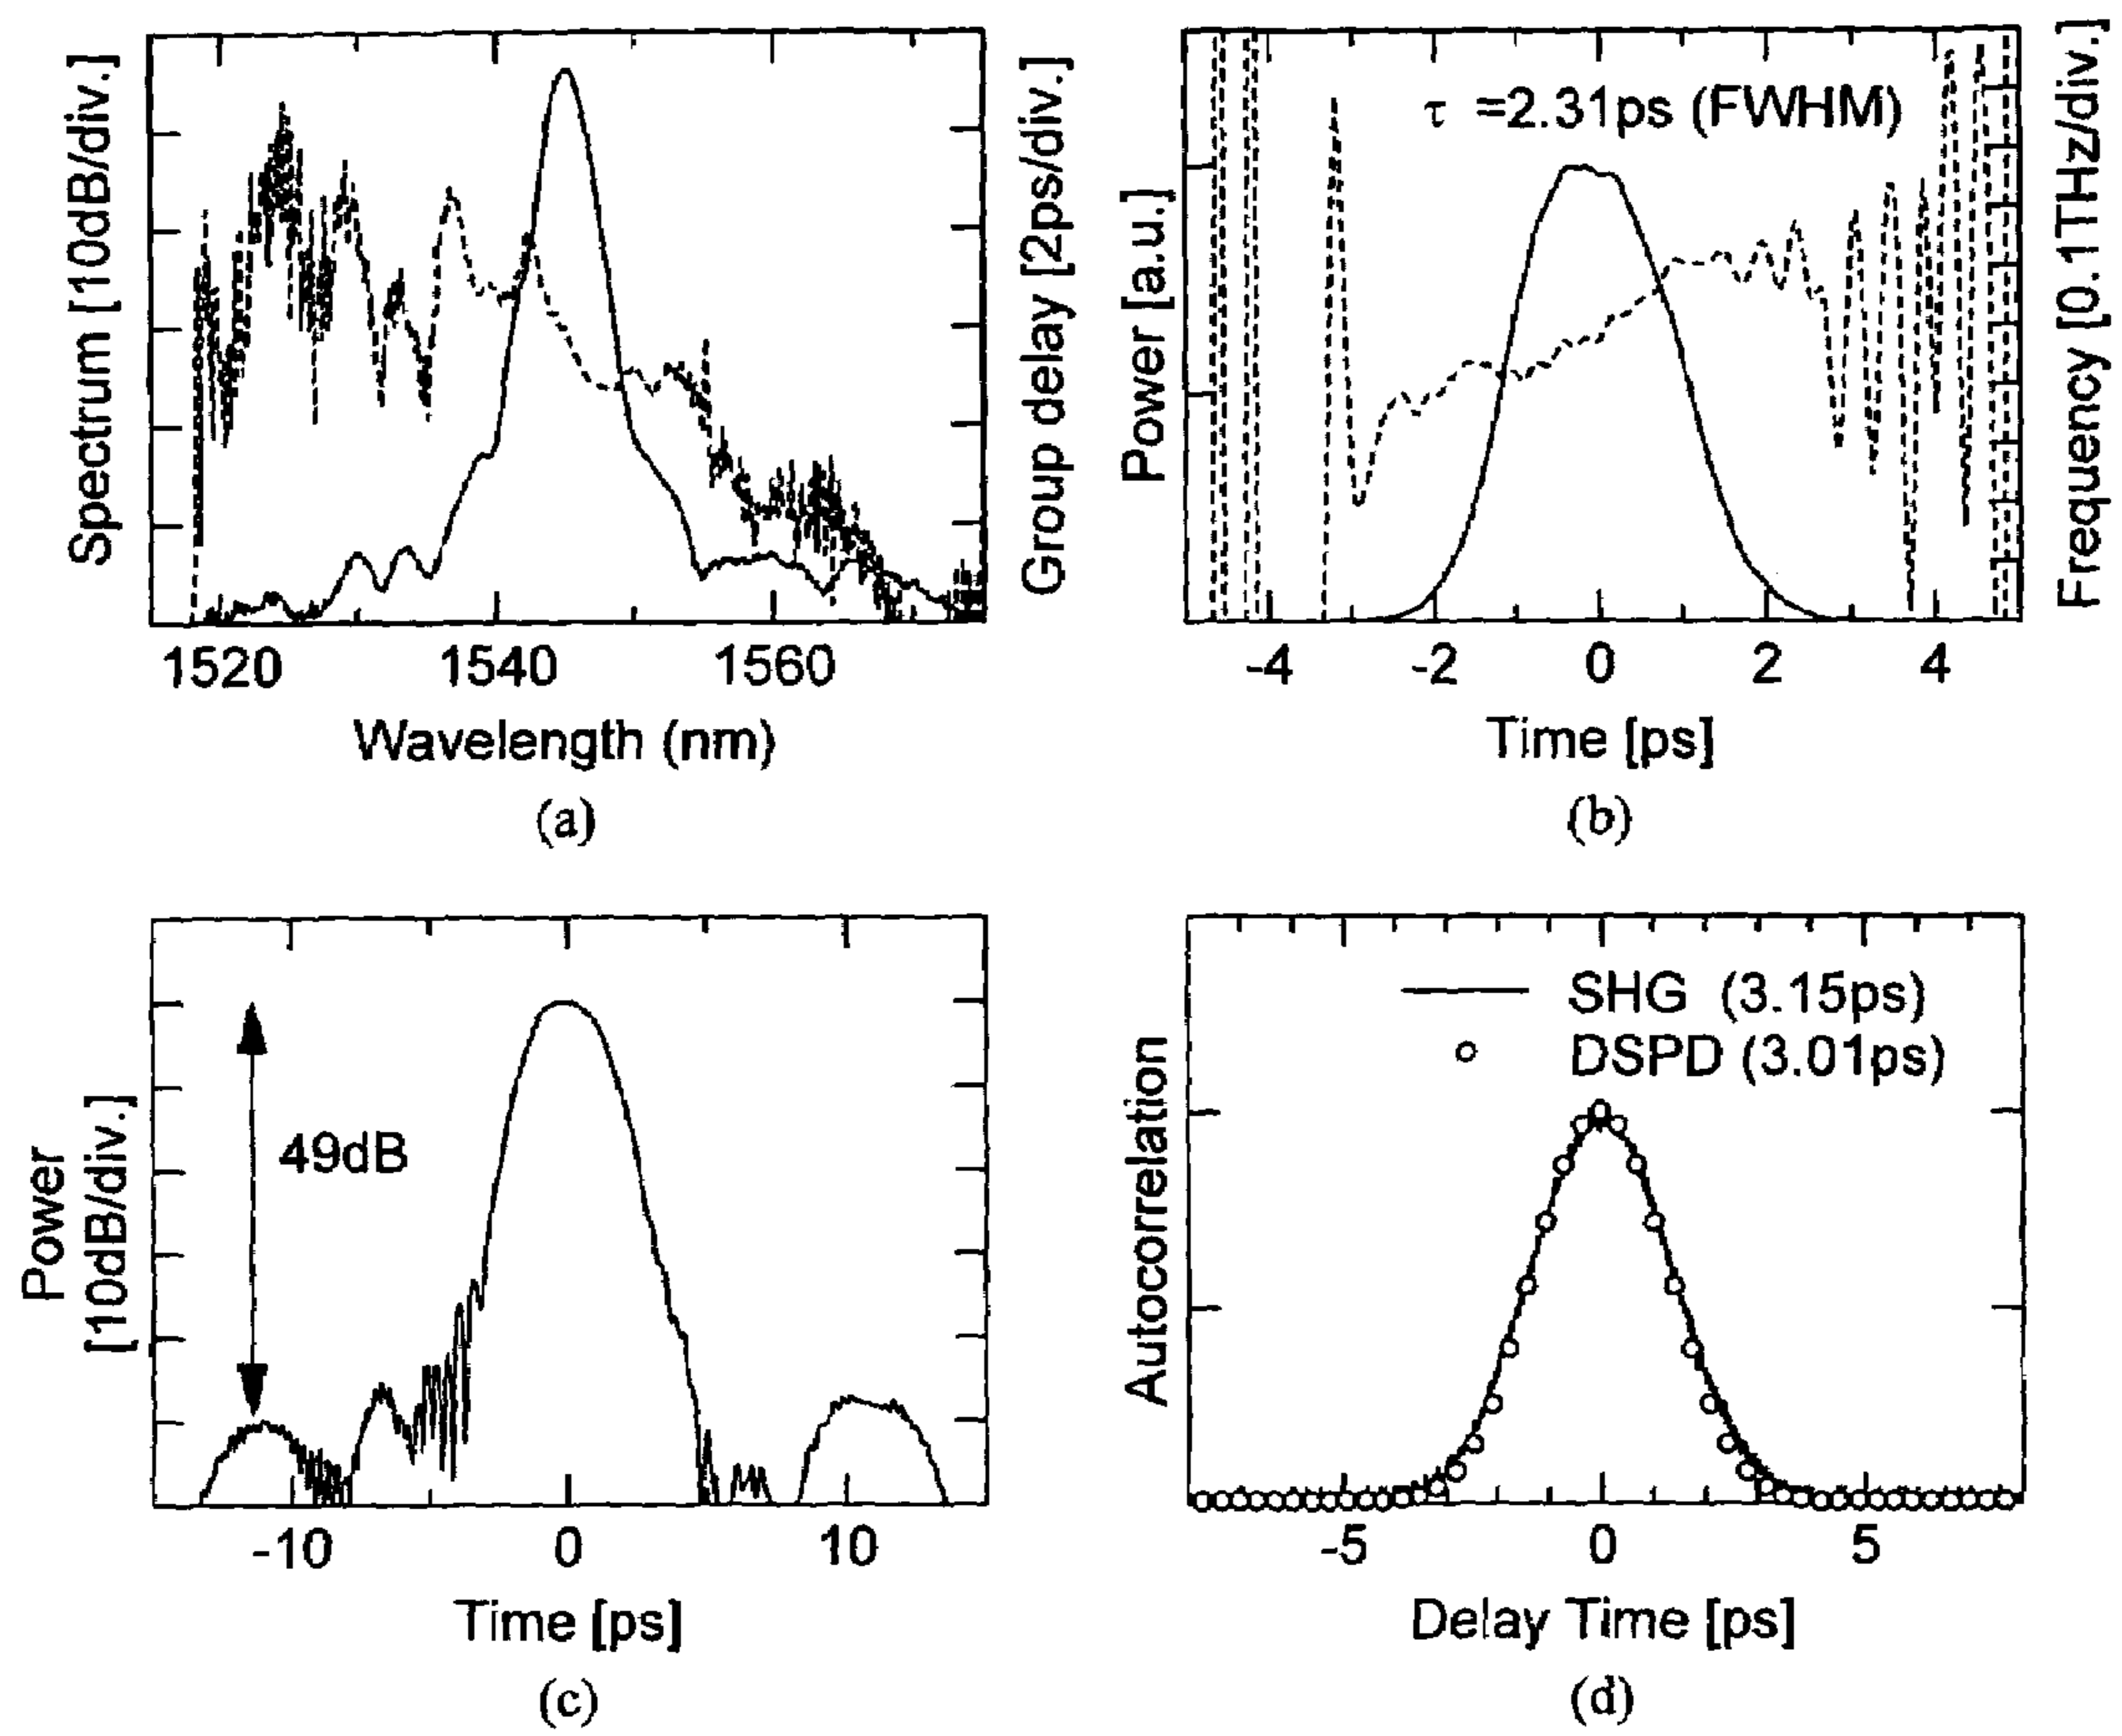 Spectrum [10dB/div.]
Group delay [2ps/div.]
1520 1540 1560
Wavelength (nm)
(a)
τ =2.31ps (FWHM)
Power [a.u.]
Frequency [0.1THz/div.]
-4 -2 0 2 4
Time [ps]
(b)
49dB
Power
[10dB/div.]
-10 0 10
Time [ps]
(c)
SHG (3.15ps)
DSPD (3.01ps)
Autocorrelation
-5 0 5
Delay Time [ps]
(d)